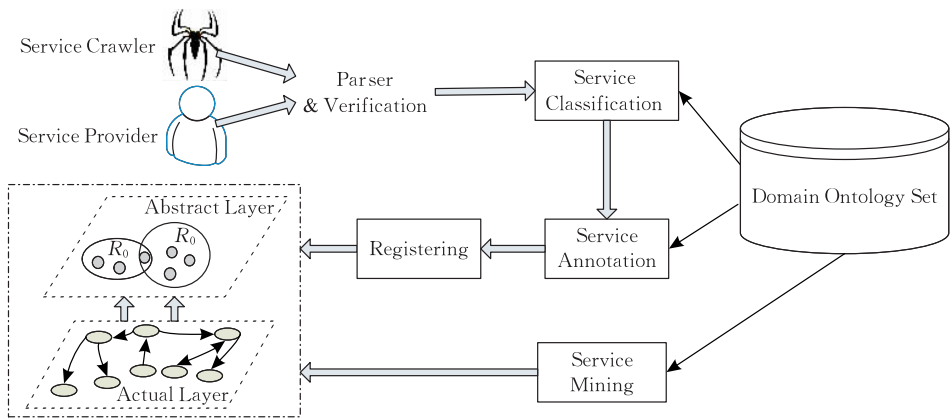 Service Crawler
Service Provider
Parser
& Verification
Service
Classification
Domain Ontology Set
Abstract Layer
R0
R0
Registering
Service
Annotation
Actual Layer
Service
Mining